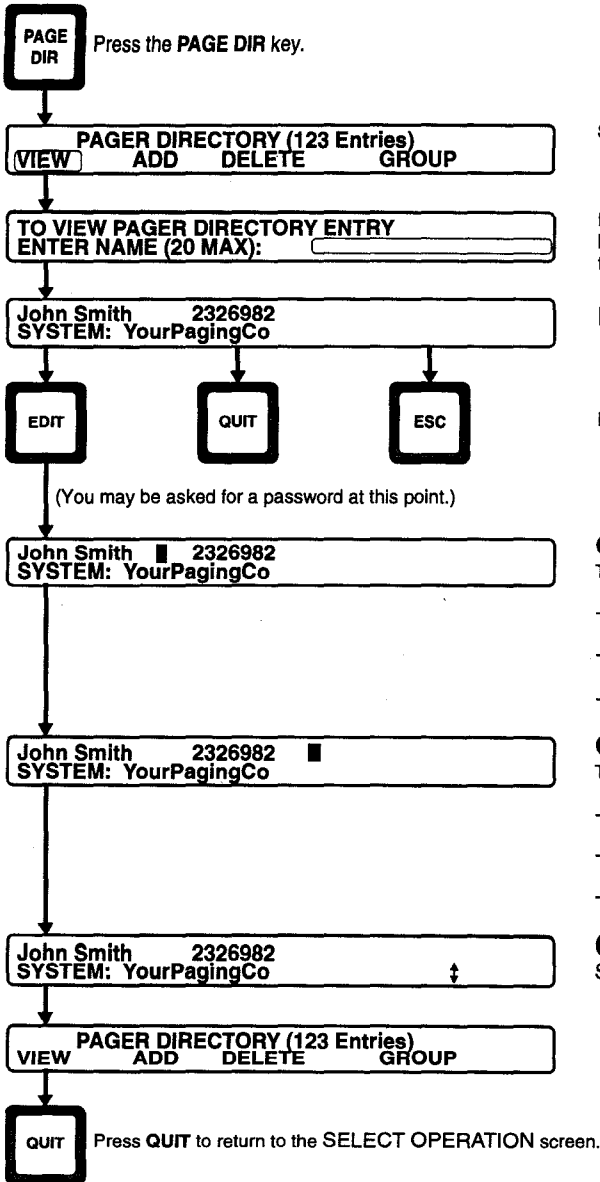 PAGE
DIR
Press the PAGE DIR key.
PAGER DIRECTORY (123 Entries)
VIEW ADD DELETE GROUP
TO VIEW PAGER DIRECTORY ENTRY
ENTER NAME (20 MAX):
John Smith 2326982
SYSTEM: YourPagingCo
EDIT QUIT ESC
(You may be asked for a password at this point.)
John Smith 2326982
SYSTEM: YourPagingCo
John Smith 2326982
SYSTEM: YourPagingCo
John Smith 2326982
SYSTEM: YourPagingCo
PAGER DIRECTORY (123 Entries)
VIEW ADD DELETE GROUP
QUIT
Press QUIT to return to the SELECT OPERATION screen.